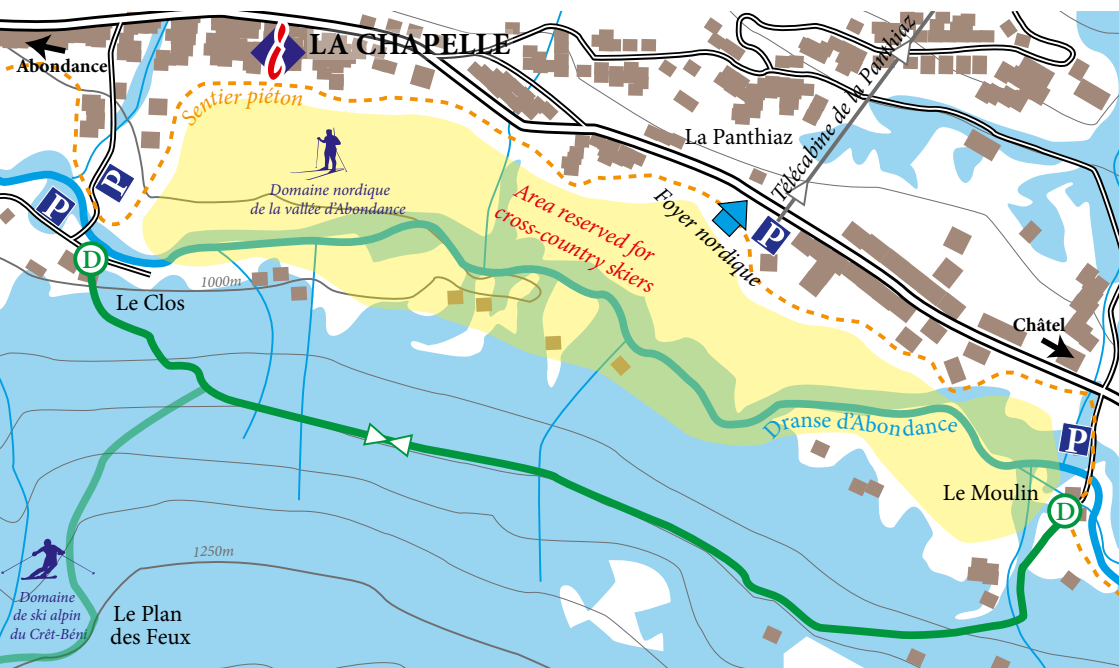 LA CHAPELLE
Abondance
Sentier piéton
Télécabine de la Panthiaz
La Panthiaz
P
P
Domaine nordique
de la vallée d'Abondance
Area reserved for
cross-country skiers
Foyer nordique
P
D
1000m
Le Clos
Châtel
Dranse d'Abondance
P
Le Moulin
D
1250m
Domaine
de ski alpin
du Crêt-Béni
Le Plan
des Feux